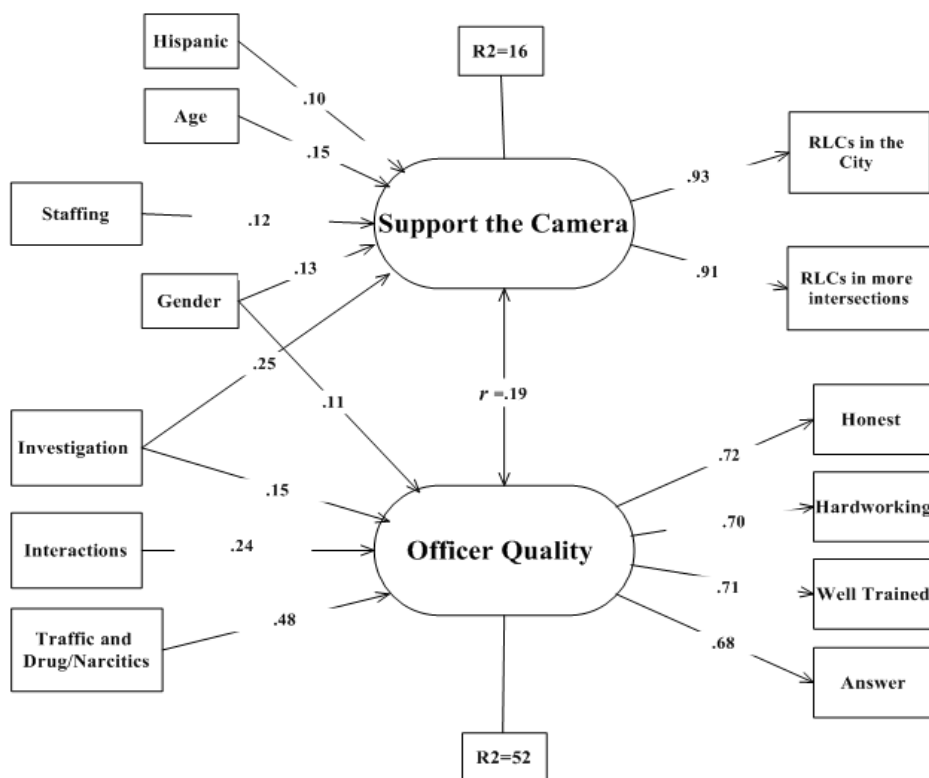 Hispanic
R2=16
.10
Age
.15
RLCs in the
City
.93
Staffing
.12
Support the Camera
.13
.91
Gender
RLCs in more
intersections
.25
r =.19
.11
Honest
.72
Investigation
.15
Hardworking
.70
Interactions
.24
Officer Quality
.71
Well Trained
.48
Traffic and
Drug/Narcitics
.68
Answer
R2=52